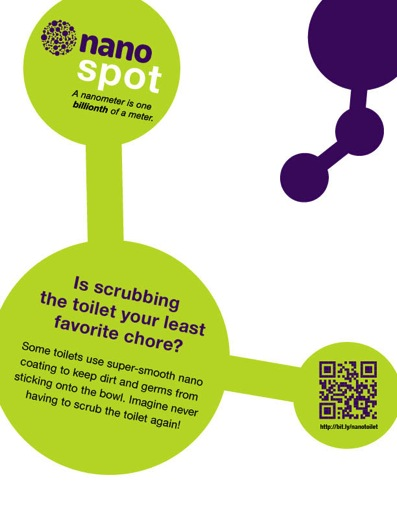 nano
spot
A nanometer is one
billionth of a meter.
Is scrubbing
the toilet your least
favorite chore?
Some toilets use super-smooth nano
coating to keep dirt and germs from
sticking onto the bowl. Imagine never
having to scrub the toilet again!
http://bit.ly/nanotoilet